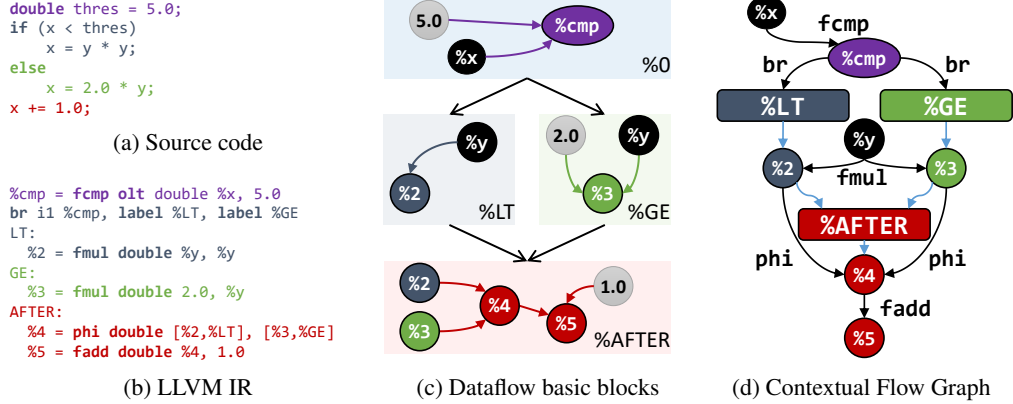 double thres = 5.0;
if (x < thres)
    x = y * y;
else
    x = 2.0 * y;
x += 1.0;
(a) Source code
%cmp = fcmp olt double %x, 5.0
br i1 %cmp, label %LT, label %GE
LT:
  %2 = fmul double %y, %y
GE:
  %3 = fmul double 2.0, %y
AFTER:
  %4 = phi double [%2,%LT], [%3,%GE]
  %5 = fadd double %4, 1.0
(b) LLVM IR
5.0
%cmp
%x
%0
%y
%2
%LT
2.0
%y
%3
%GE
%2
%4
1.0
%3
%5
%AFTER
(c) Dataflow basic blocks
%x
fcmp
%cmp
br
br
%LT
%GE
%y
%2
%3
fmul
%AFTER
phi
phi
%4
fadd
%5
(d) Contextual Flow Graph